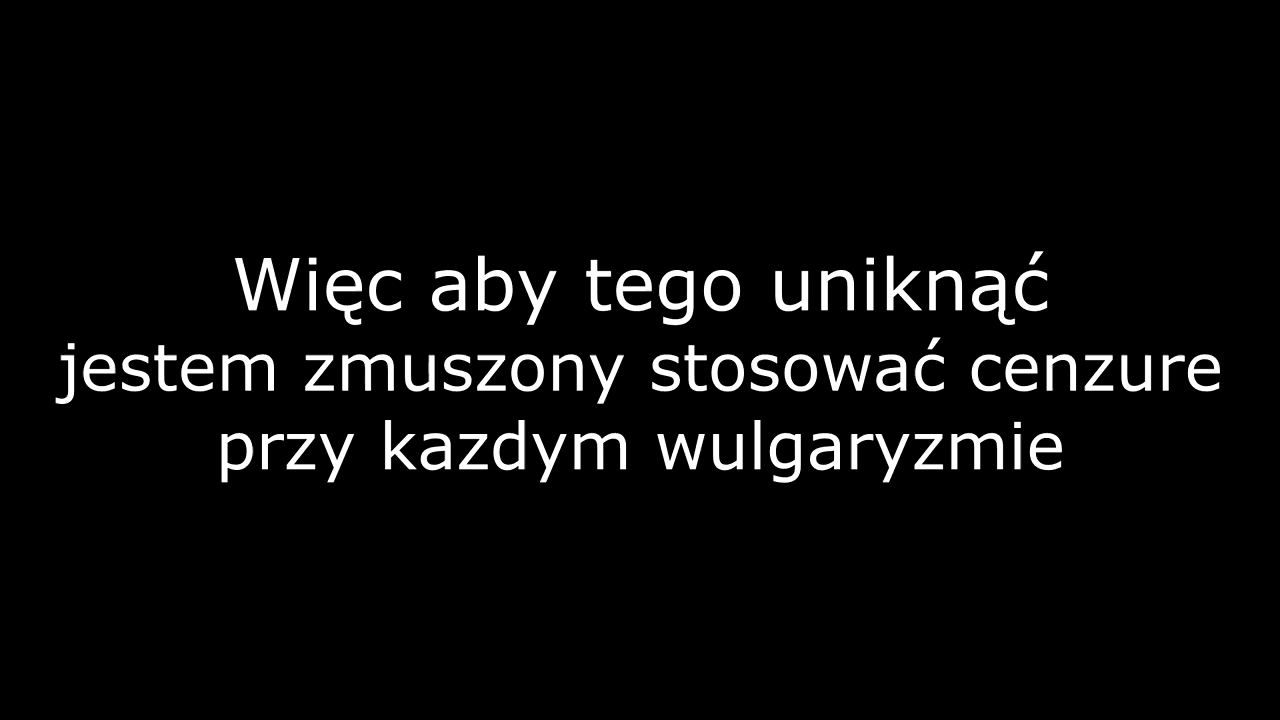 Więc aby tego uniknąć
jestem zmuszony stosować cenzure
przy kazdym wulgaryzmie